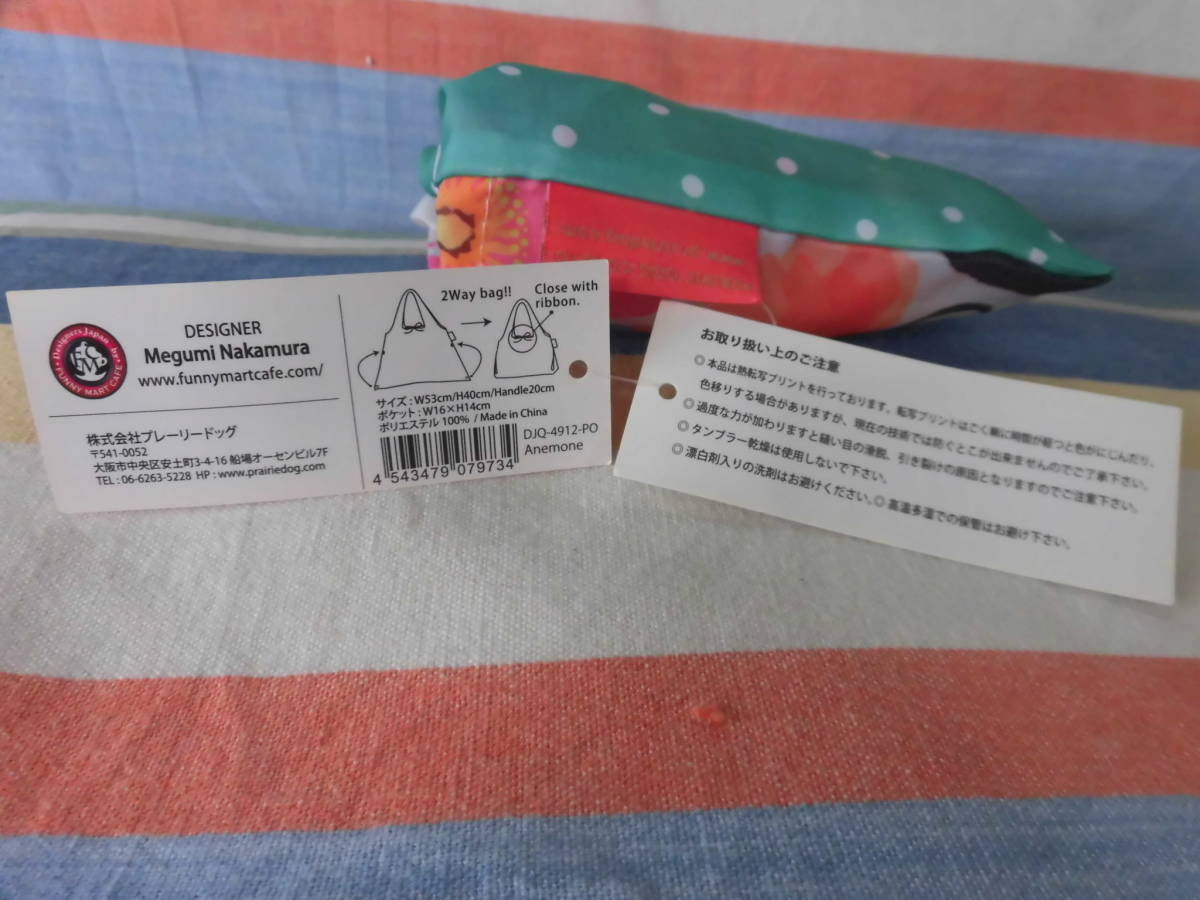 Designers Japan by
FCMP
FUNNY MART CAFE
DESIGNER
Megumi Nakamura
www.funnymartcafe.com/
株式会社プレーリードッグ
〒541-0052
大阪市中央区安土町3-4-16 船場オーセンビル7F
TEL : 06-6263-5228 HP : www.prairiedog.com
2Way bag!!
Close with
ribbon.
サイズ : W53cm/H40cm/Handle20cm
ポケット : W16×H14cm
ポリエステル 100% / Made in China
4 543479 079734
DJQ-4912-PO
Anemone
お取り扱い上のご注意
◎本品は熱転写プリントを行っております。転写プリントはごく稀に時間が経つと色がにじんだり、
色移りする場合がありますが、現在の技術では防ぐとこが出来ませんのでご了承下さい。
◎過度な力が加わりますと縫い目の滑脱、引き裂けの原因となりますのでご注意下さい。
◎タンブラー乾燥は使用しないで下さい。
◎漂白剤入りの洗剤はお避けください。◎高温多湿での保管はお避け下さい。